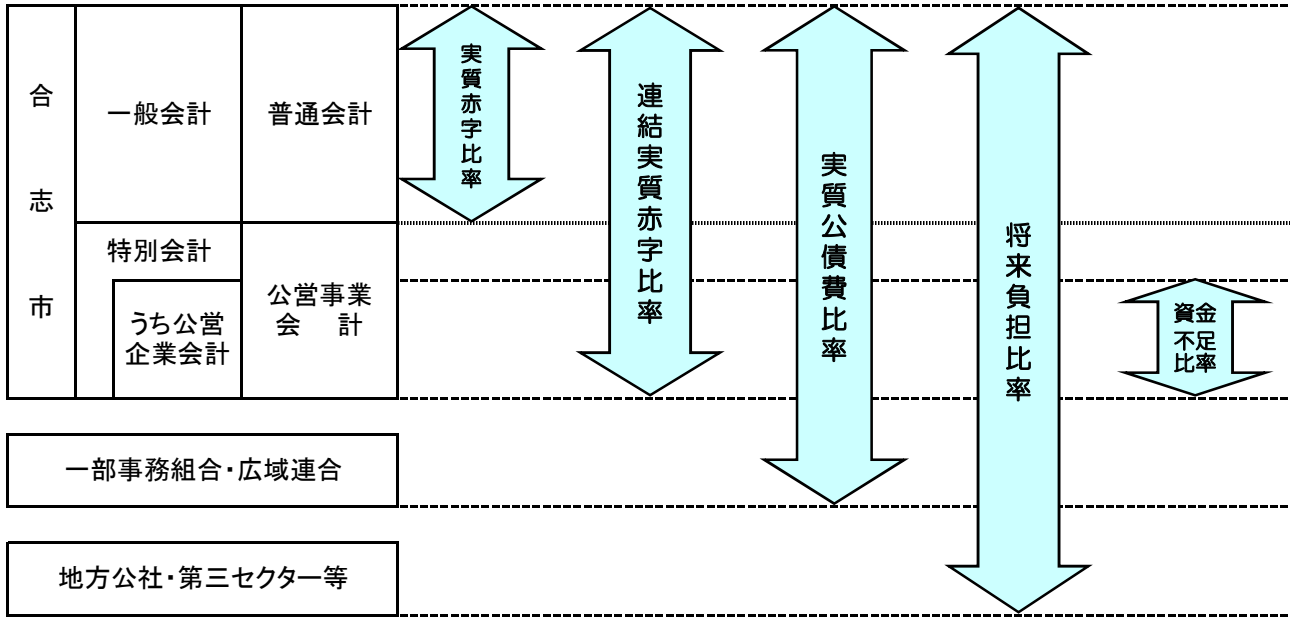 合志市
一般会計
普通会計
特別会計
うち公営
企業会計
公営事業
会　計
一部事務組合・広域連合
地方公社・第三セクター等
実質赤字比率
連結実質赤字比率
実質公債費比率
将来負担比率
資金
不足
比率